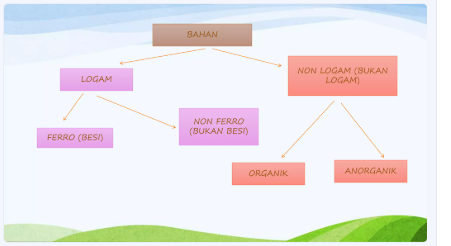 BAHAN
LOGAM
NON LOGAM (BUKAN
LOGAM)
FERRO (BESI)
NON FERRO
(BUKAN BESI)
ORGANIK
ANORGANIK